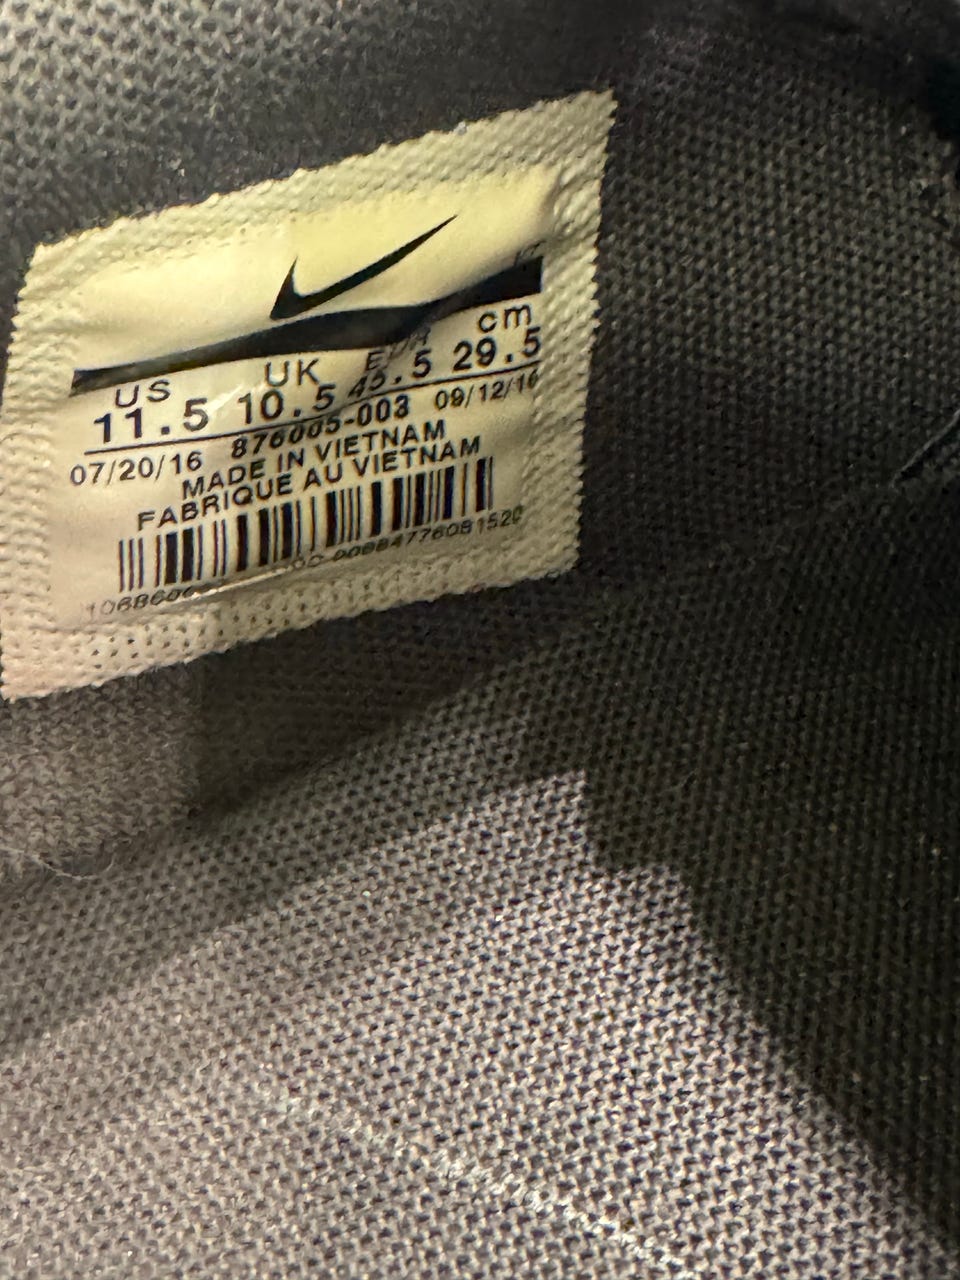 US UK cm
11.5 10.5 45.5 29.5
07/20/16 876005-003 09/12/16
MADE IN VIETNAM
FABRIQUE AU VIETNAM